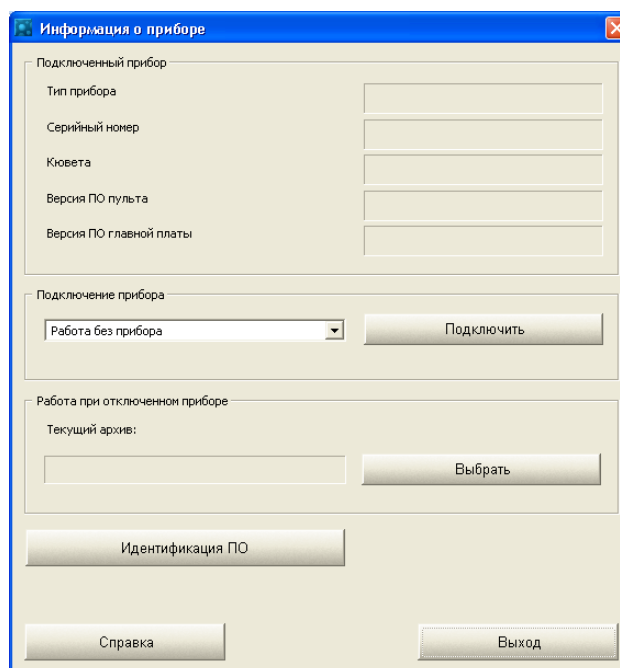 Информация о приборе
Подключенный прибор
Тип прибора
Серийный номер
Кювета
Версия ПО пульта
Версия ПО главной платы
Подключение прибора
Работа без прибора
Подключить
Работа при отключенном приборе
Текущий архив:
Выбрать
Идентификация ПО
Справка
Выход